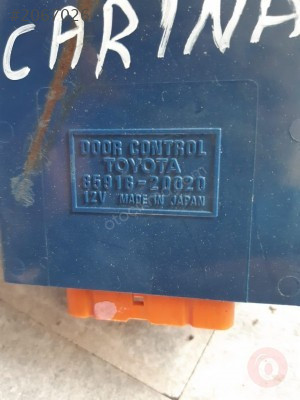 CARINA
DOOR CONTROL
TOYOTA
85918-20020
12V MADE IN JAPAN